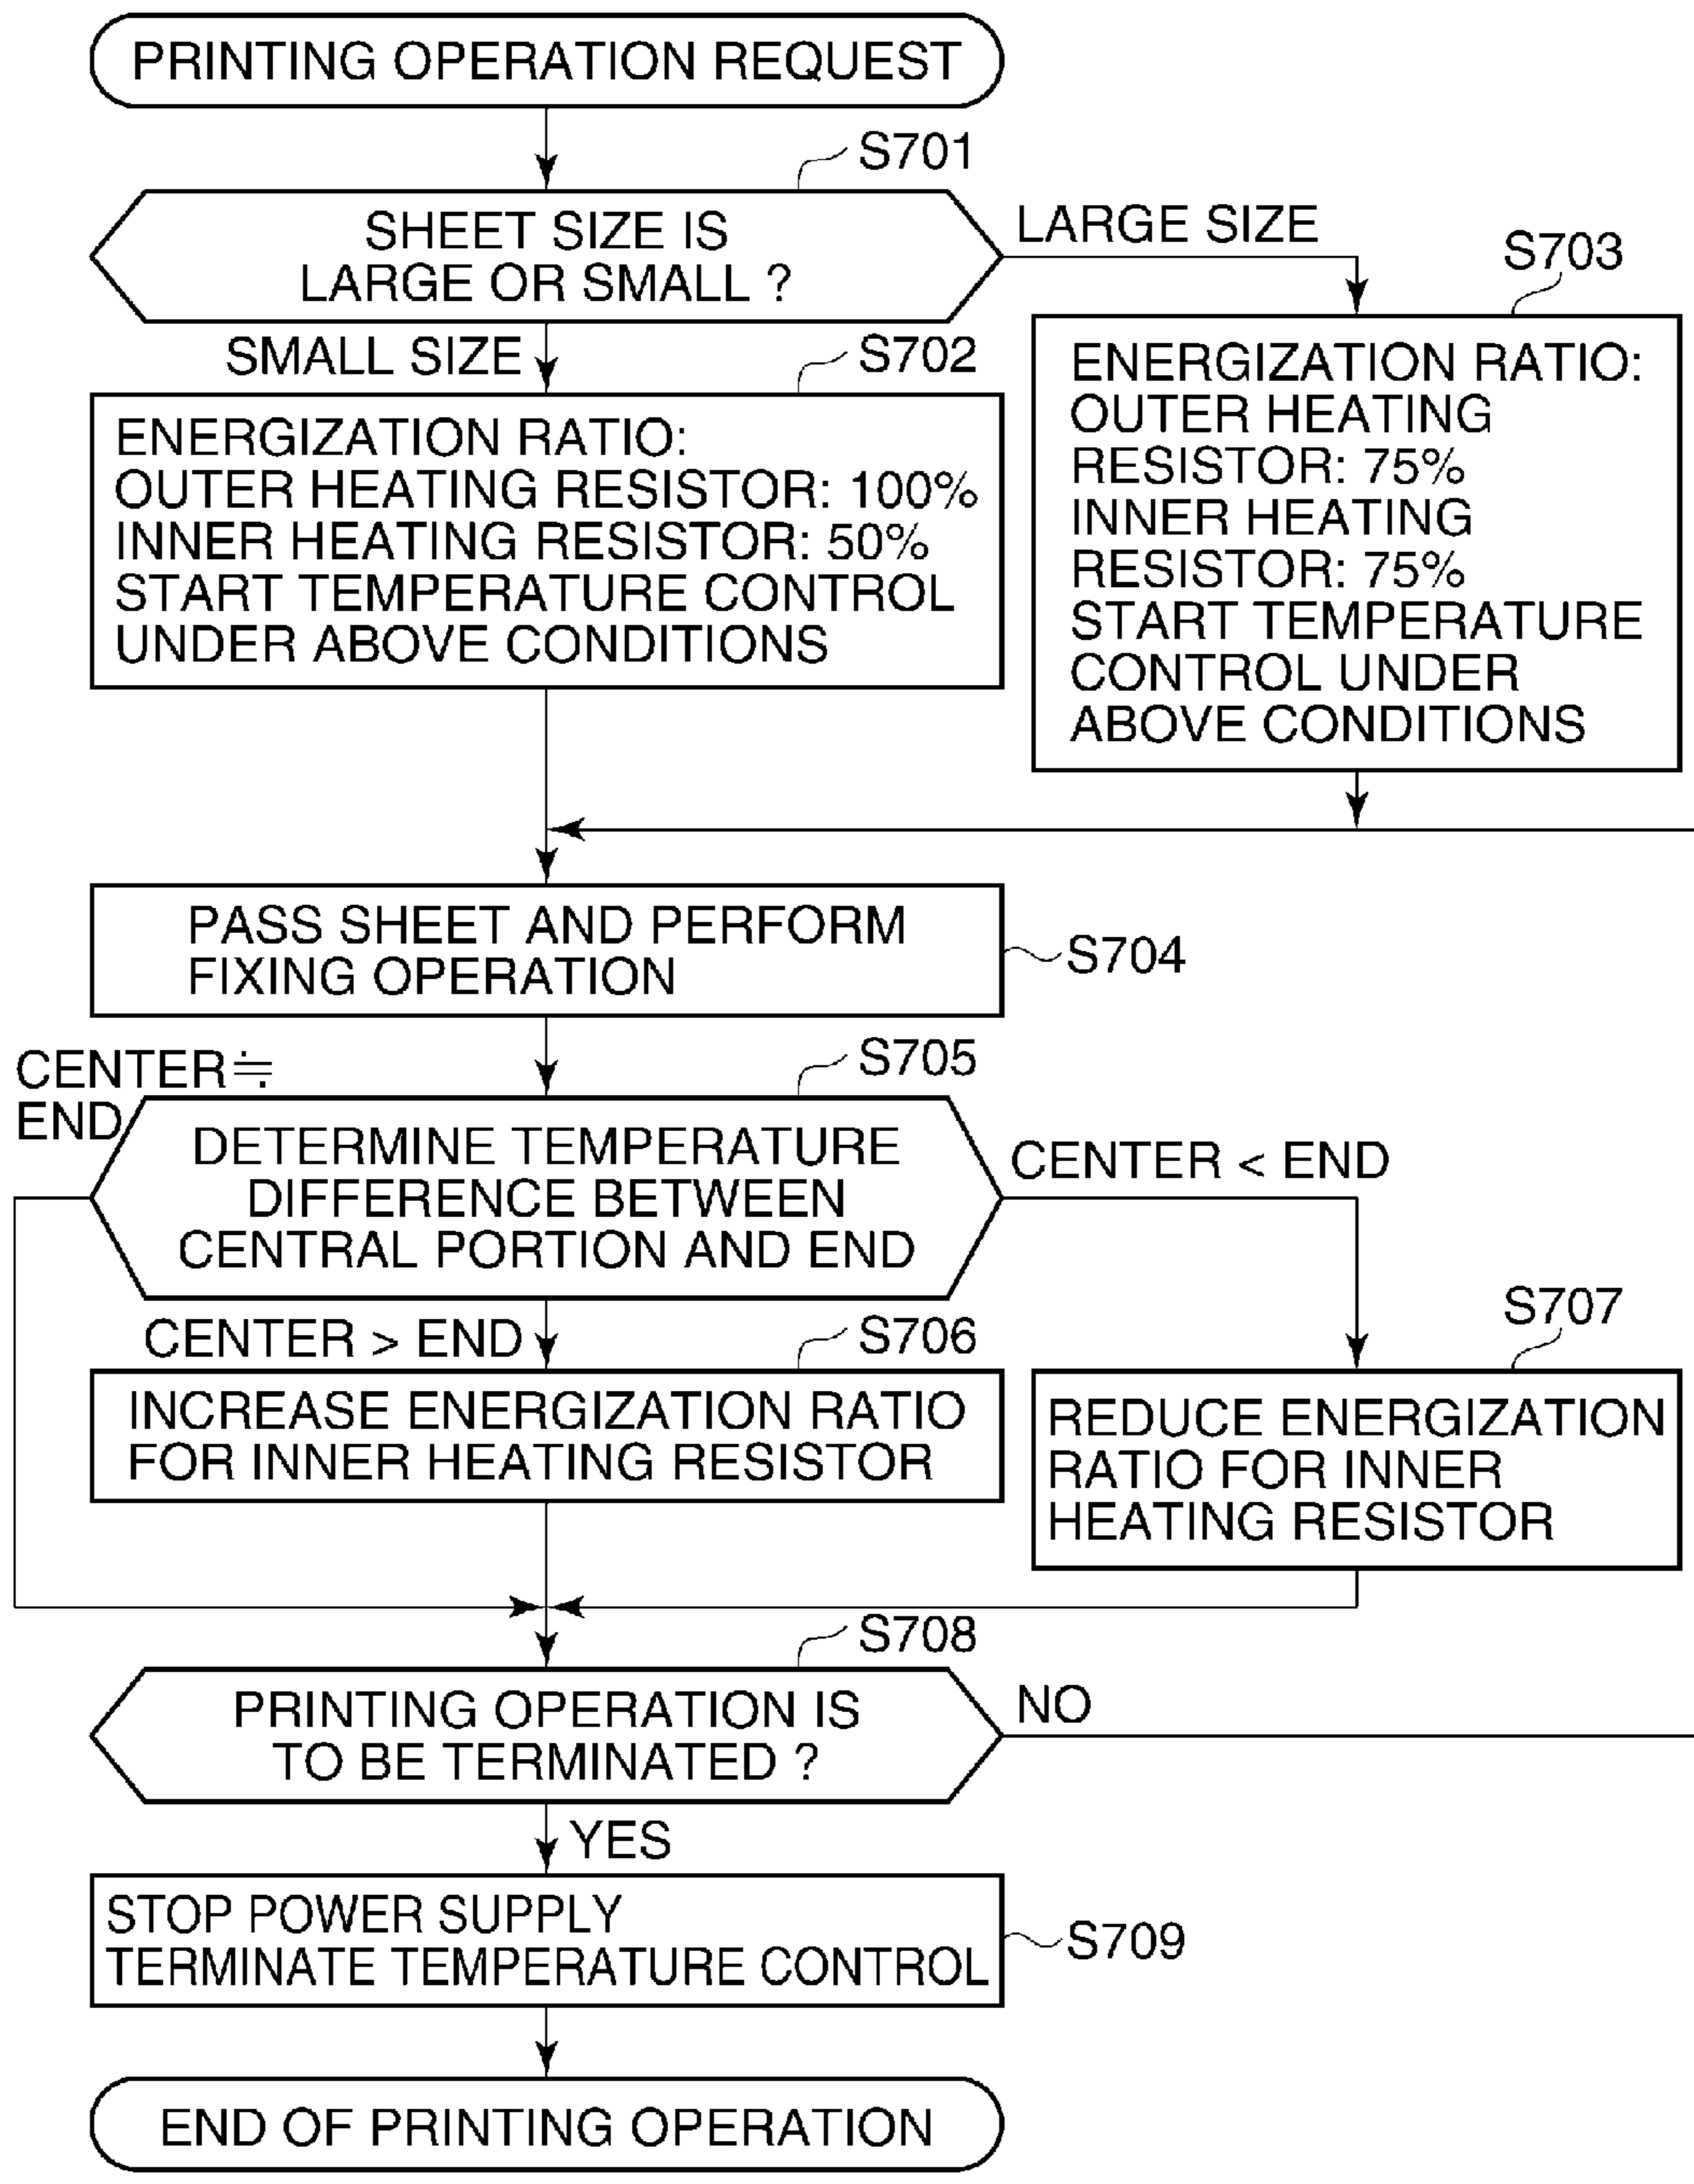 PRINTING OPERATION REQUEST
S701
SHEET SIZE IS
LARGE OR SMALL ?
LARGE SIZE
S703
SMALL SIZE
S702
ENERGIZATION RATIO:
OUTER HEATING RESISTOR: 100%
INNER HEATING RESISTOR: 50%
START TEMPERATURE CONTROL
UNDER ABOVE CONDITIONS
ENERGIZATION RATIO:
OUTER HEATING
RESISTOR: 75%
INNER HEATING
RESISTOR: 75%
START TEMPERATURE
CONTROL UNDER
ABOVE CONDITIONS
PASS SHEET AND PERFORM
FIXING OPERATION
S704
CENTER≒
END
S705
DETERMINE TEMPERATURE
DIFFERENCE BETWEEN
CENTRAL PORTION AND END
CENTER < END
CENTER > END
S706
S707
INCREASE ENERGIZATION RATIO
FOR INNER HEATING RESISTOR
REDUCE ENERGIZATION
RATIO FOR INNER
HEATING RESISTOR
S708
PRINTING OPERATION IS
TO BE TERMINATED ?
NO
YES
STOP POWER SUPPLY
TERMINATE TEMPERATURE CONTROL
S709
END OF PRINTING OPERATION